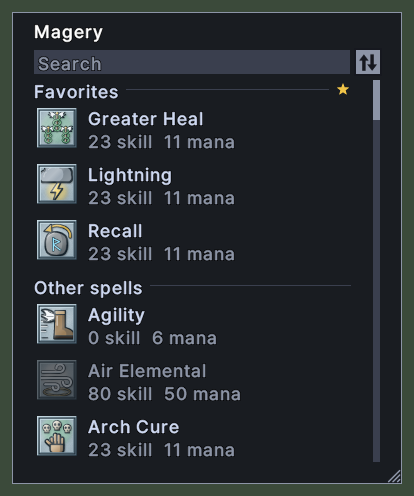 Magery
Search
Favorites
Greater Heal
23 skill 11 mana
Lightning
23 skill 11 mana
Recall
23 skill 11 mana
Other spells
Agility
0 skill 6 mana
Air Elemental
80 skill 50 mana
Arch Cure
23 skill 11 mana